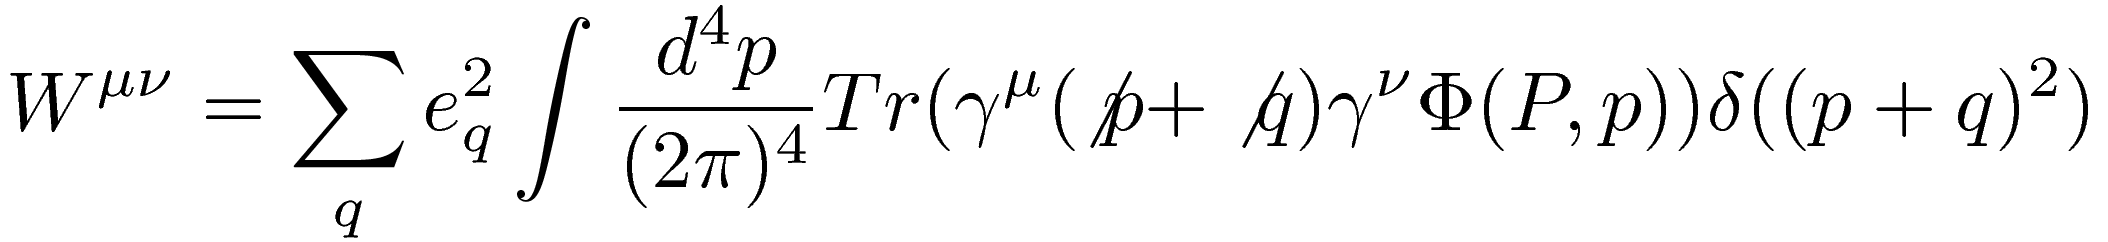 W^{\mu\nu} = \sum_{q} e_q^2 \int \frac{d^4p}{(2\pi)^4} Tr(\gamma^\mu(\not{p}+ \not{q})\gamma^\nu\Phi(P,p))\delta((p+q)^2)